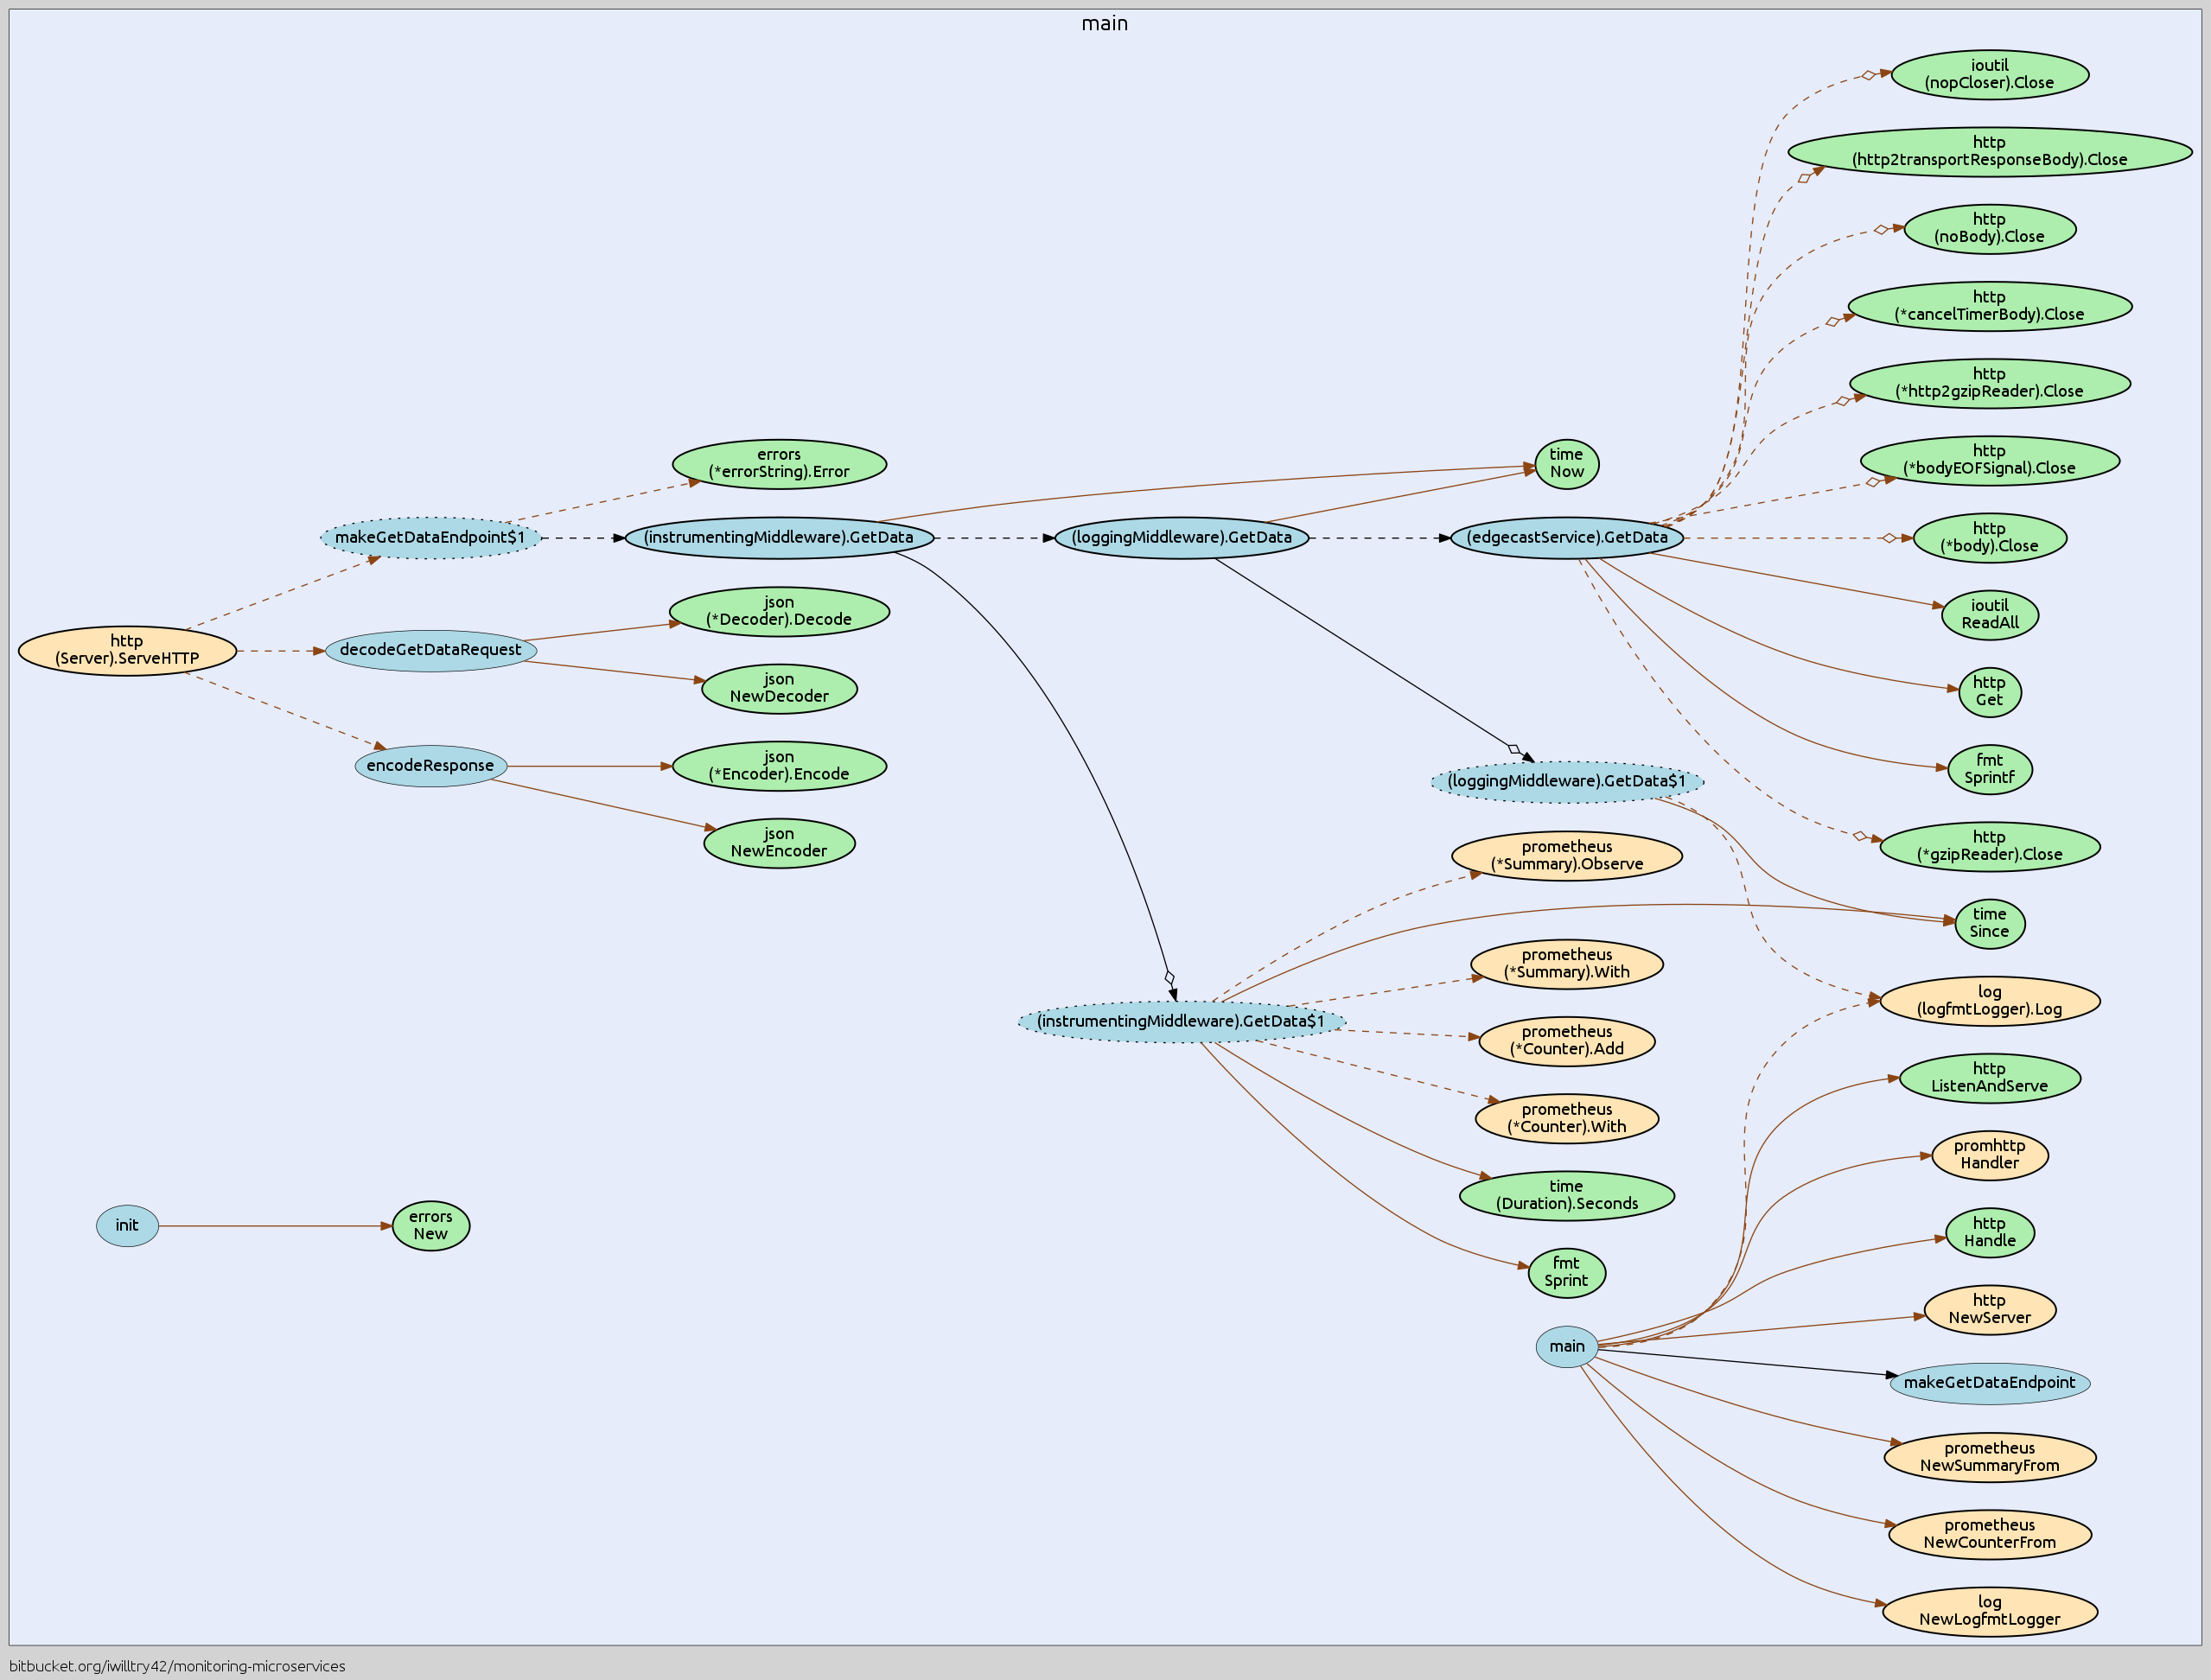 main
ioutil
(nopCloser).Close
http
(http2transportResponseBody).Close
http
(noBody).Close
http
(*cancelTimerBody).Close
http
(*http2gzipReader).Close
http
(*bodyEOFSignal).Close
errors
(*errorString).Error
time
Now
makeGetDataEndpoint$1
(instrumentingMiddleware).GetData
(loggingMiddleware).GetData
(edgecastService).GetData
http
(*body).Close
json
(*Decoder).Decode
ioutil
ReadAll
http
(Server).ServeHTTP
decodeGetDataRequest
json
NewDecoder
http
Get
encodeResponse
json
(*Encoder).Encode
fmt
Sprintf
(loggingMiddleware).GetData$1
json
NewEncoder
prometheus
(*Summary).Observe
http
(*gzipReader).Close
time
Since
prometheus
(*Summary).With
log
(logfmtLogger).Log
(instrumentingMiddleware).GetData$1
prometheus
(*Counter).Add
http
ListenAndServe
prometheus
(*Counter).With
promhttp
Handler
time
(Duration).Seconds
init
errors
New
http
Handle
fmt
Sprint
http
NewServer
main
makeGetDataEndpoint
prometheus
NewSummaryFrom
prometheus
NewCounterFrom
log
NewLogfmtLogger
bitbucket.org/iwilltry42/monitoring-microservices